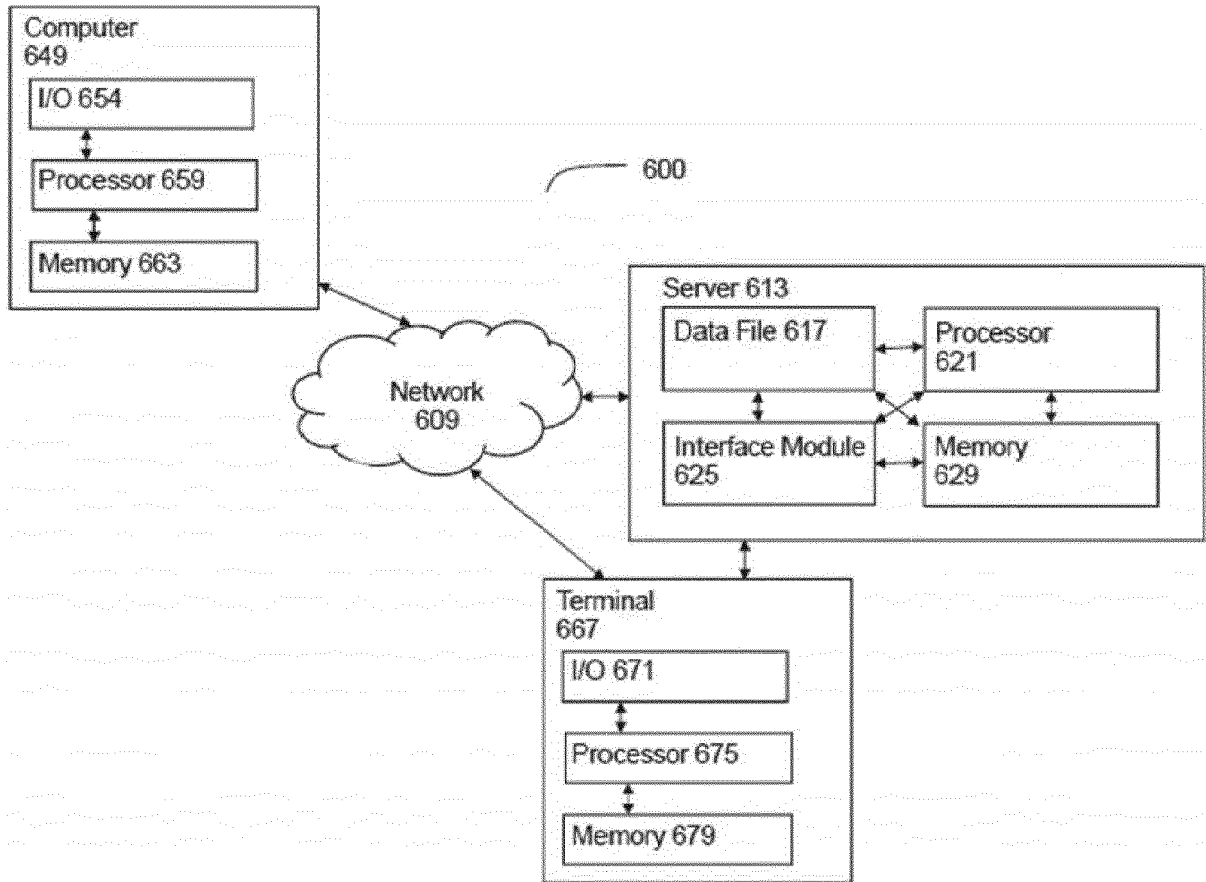 Computer
649
I/O 654
Processor 659
Memory 663
600
Network
609
Server 613
Data File 617
Processor
621
Interface Module
625
Memory
629
Terminal
667
I/O 671
Processor 675
Memory 679